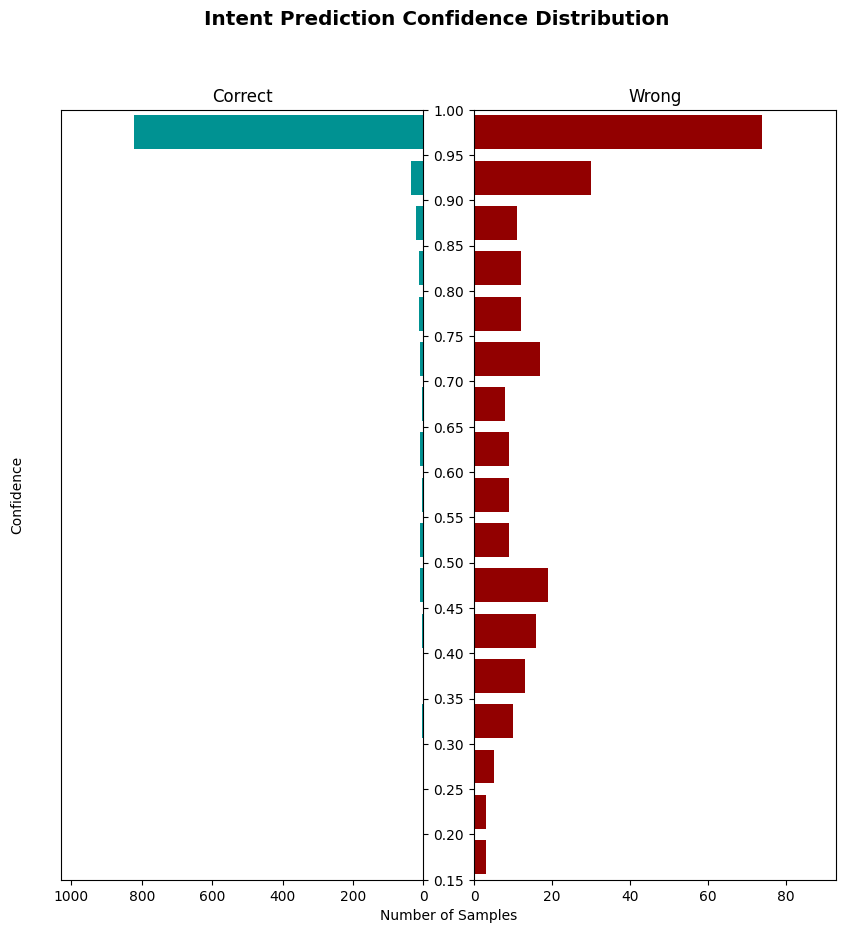 Intent Prediction Confidence Distribution
Correct
Wrong
1.00
0.95
0.90
0.85
0.80
0.75
0.70
0.65
0.60
0.55
0.50
0.45
0.40
0.35
0.30
0.25
0.20
0.15
Confidence
1000 800 600 400 200 0
0 20 40 60 80
Number of Samples